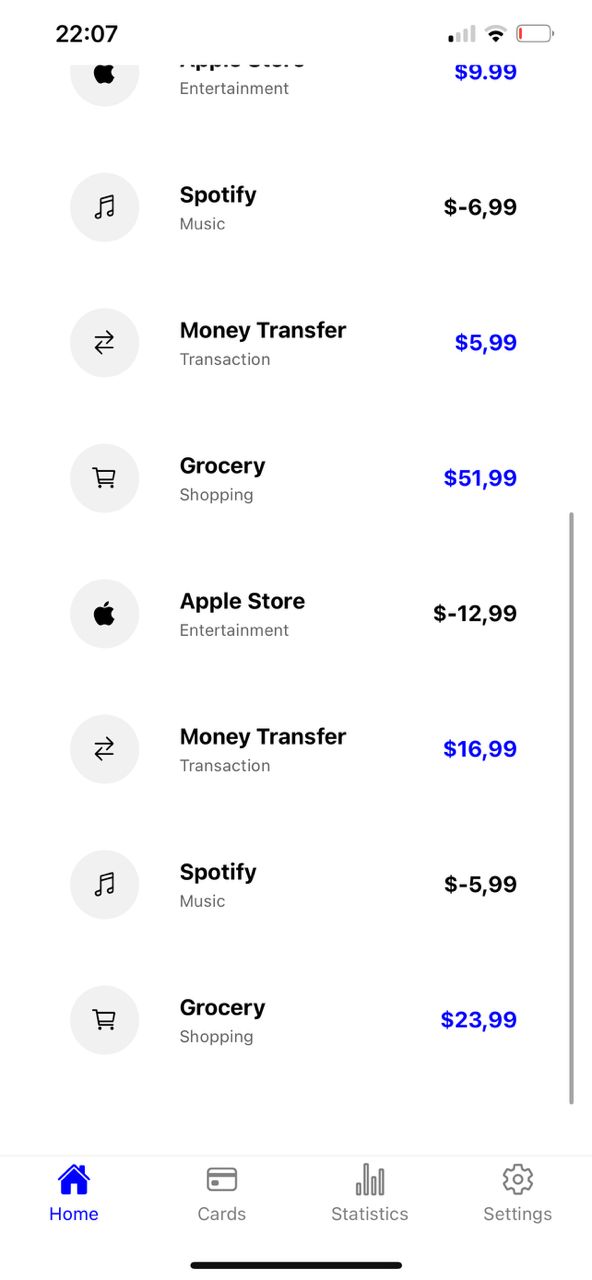 22:07
Apple Store
$9.99
Entertainment
Spotify
$-6,99
Music
Money Transfer
$5,99
Transaction
Grocery
$51,99
Shopping
Apple Store
$-12,99
Entertainment
Money Transfer
$16,99
Transaction
Spotify
$-5,99
Music
Grocery
$23,99
Shopping
Home Cards Statistics Settings